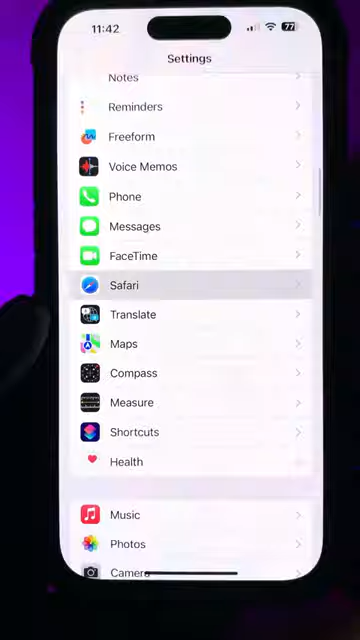 11:42
77
Settings
Notes
Reminders
Freeform
Voice Memos
Phone
Messages
FaceTime
Safari
Translate
Maps
Compass
Measure
Shortcuts
Health
Music
Photos
Camera